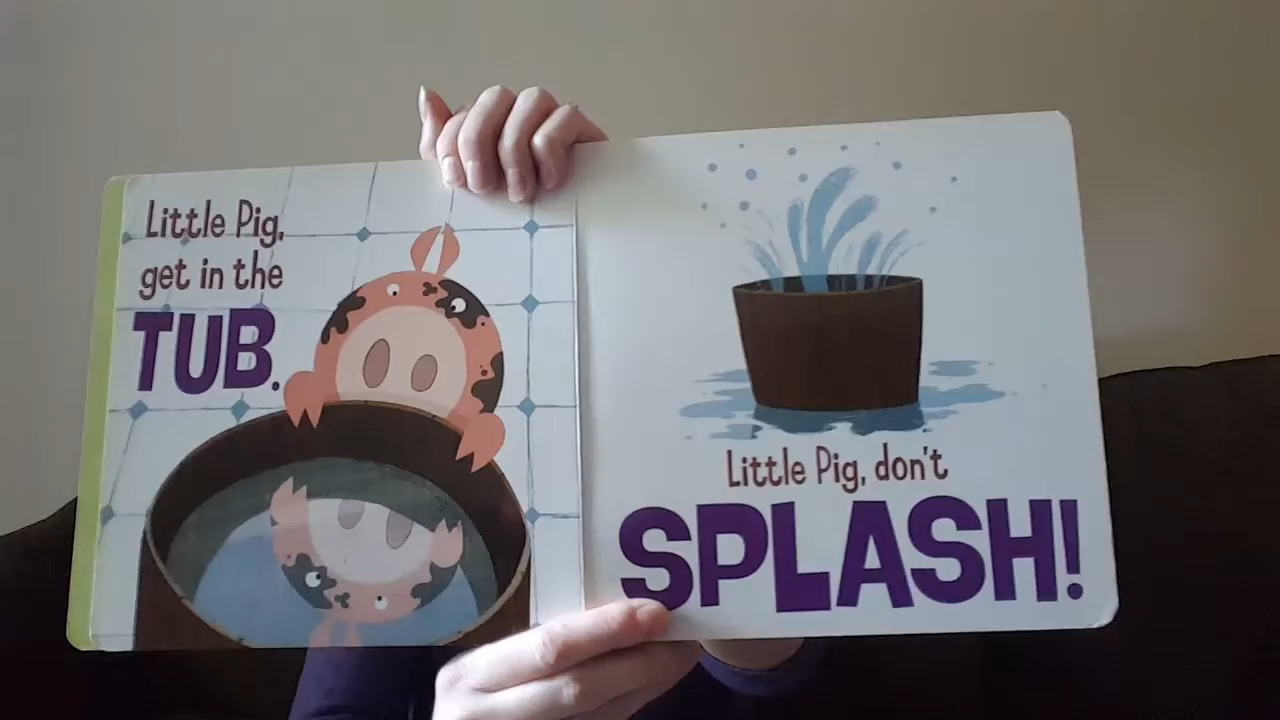 Little Pig,
get in the
TUB.
Little Pig, don't
SPLASH!